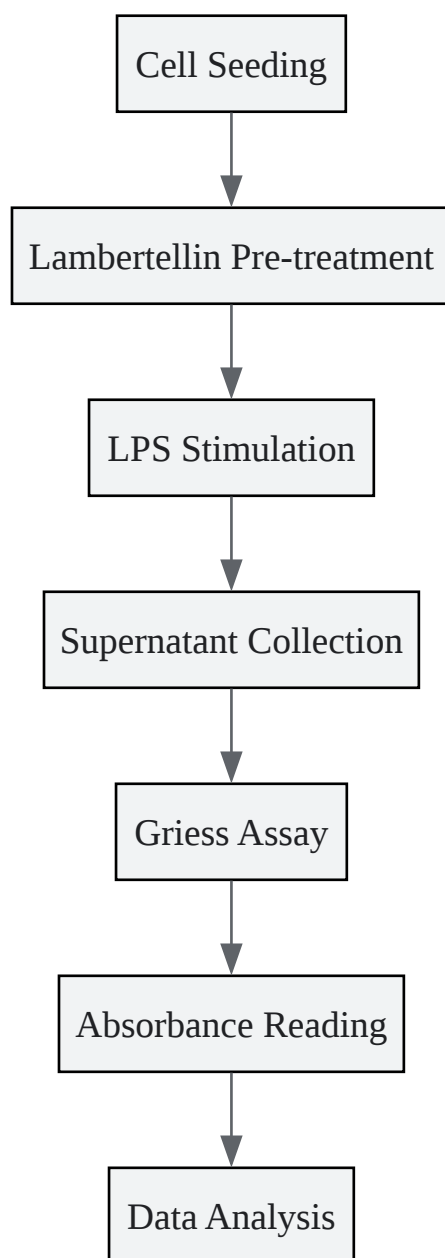 Cell Seeding
Lambertellin Pre-treatment
LPS Stimulation
Supernatant Collection
Griess Assay
Absorbance Reading
Data Analysis